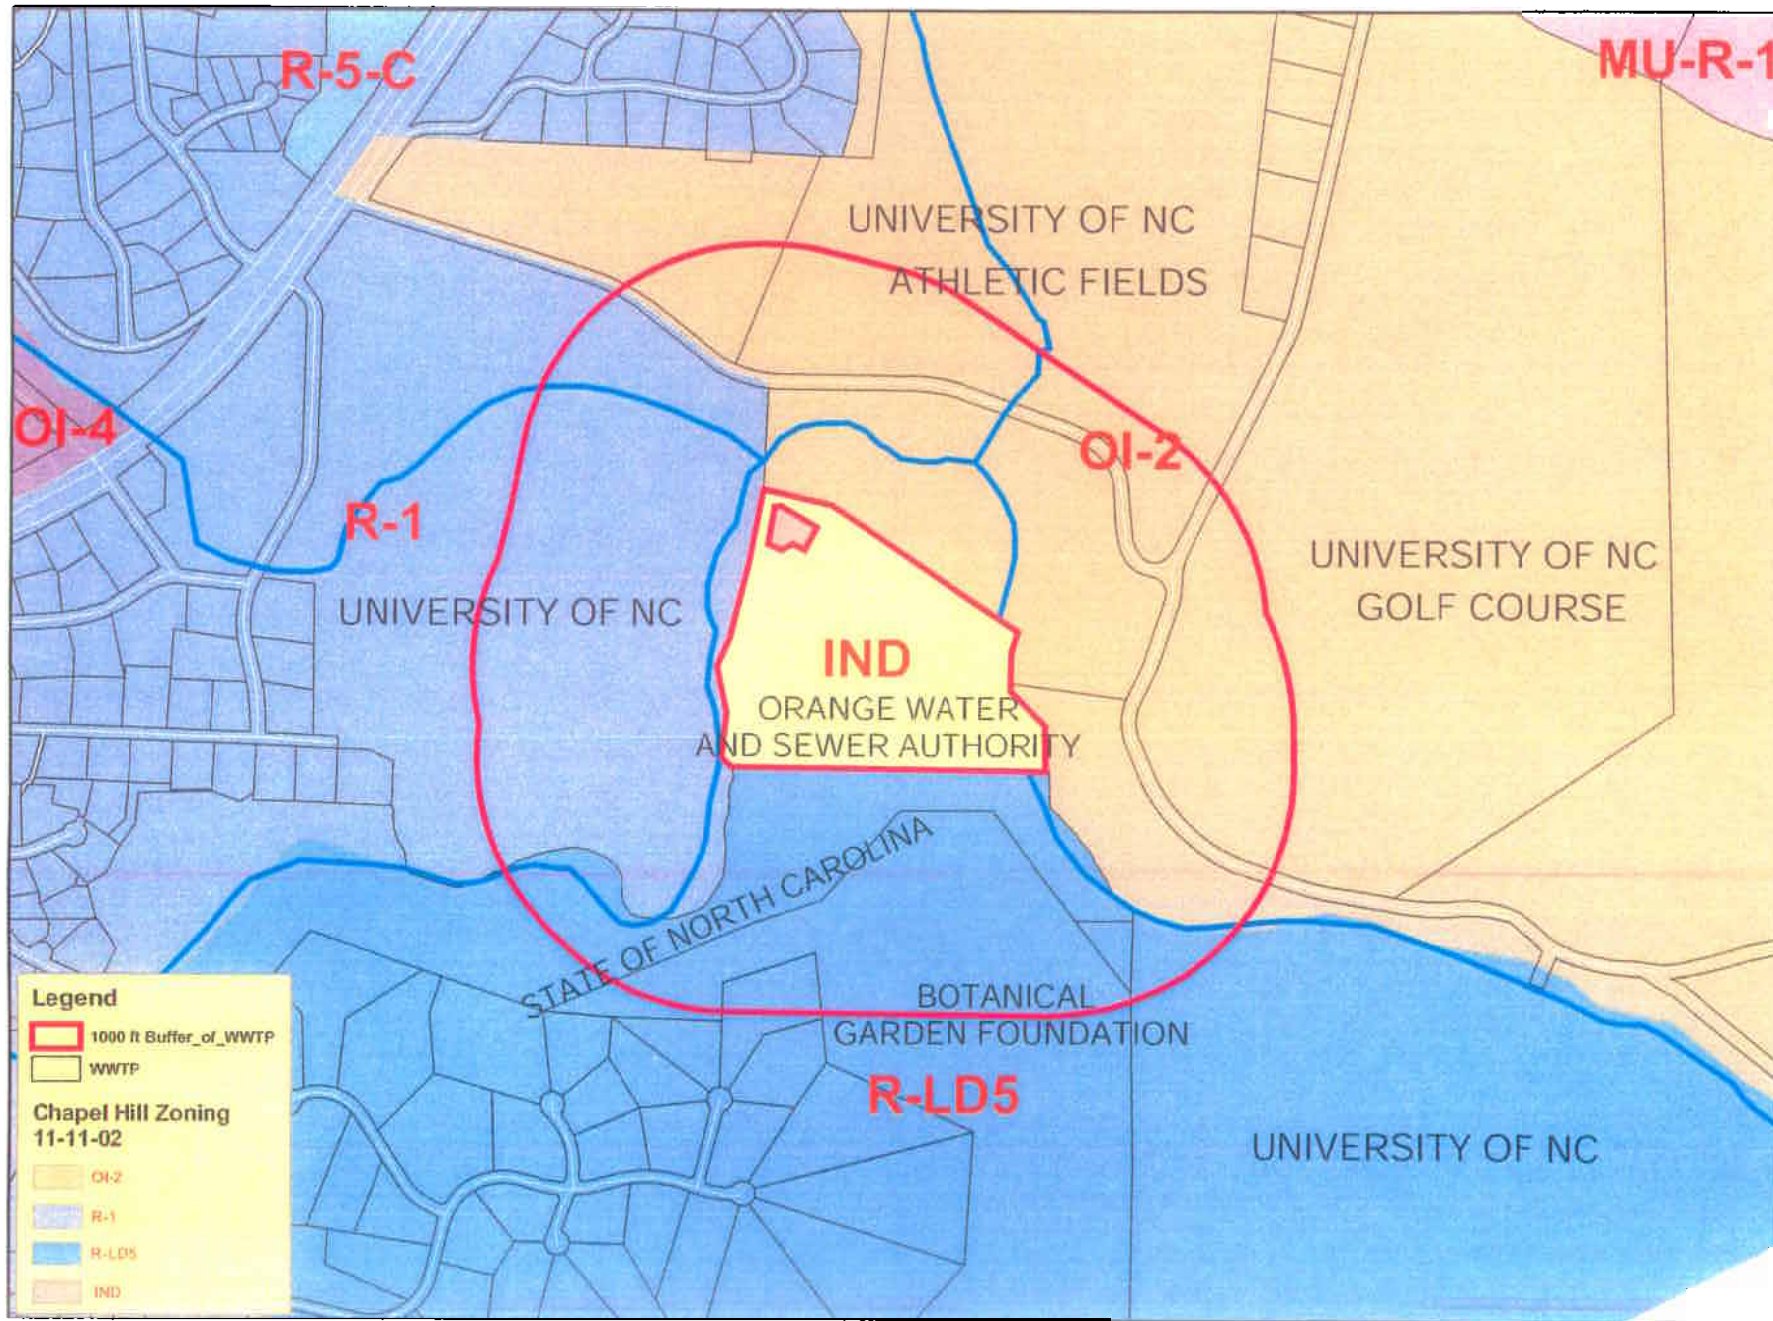 R-5-C
MU-R-1
UNIVERSITY OF NC
ATHLETIC FIELDS
OI-4
OI-2
R-1
UNIVERSITY OF NC
GOLF COURSE
UNIVERSITY OF NC
IND
ORANGE WATER
AND SEWER AUTHORITY
STATE OF NORTH CAROLINA
BOTANICAL
GARDEN FOUNDATION
R-LD5
UNIVERSITY OF NC
Legend
1000 ft Buffer_of_WWTP
WWTP
Chapel Hill Zoning
11-11-02
OI-2
R-1
R-LD5
IND